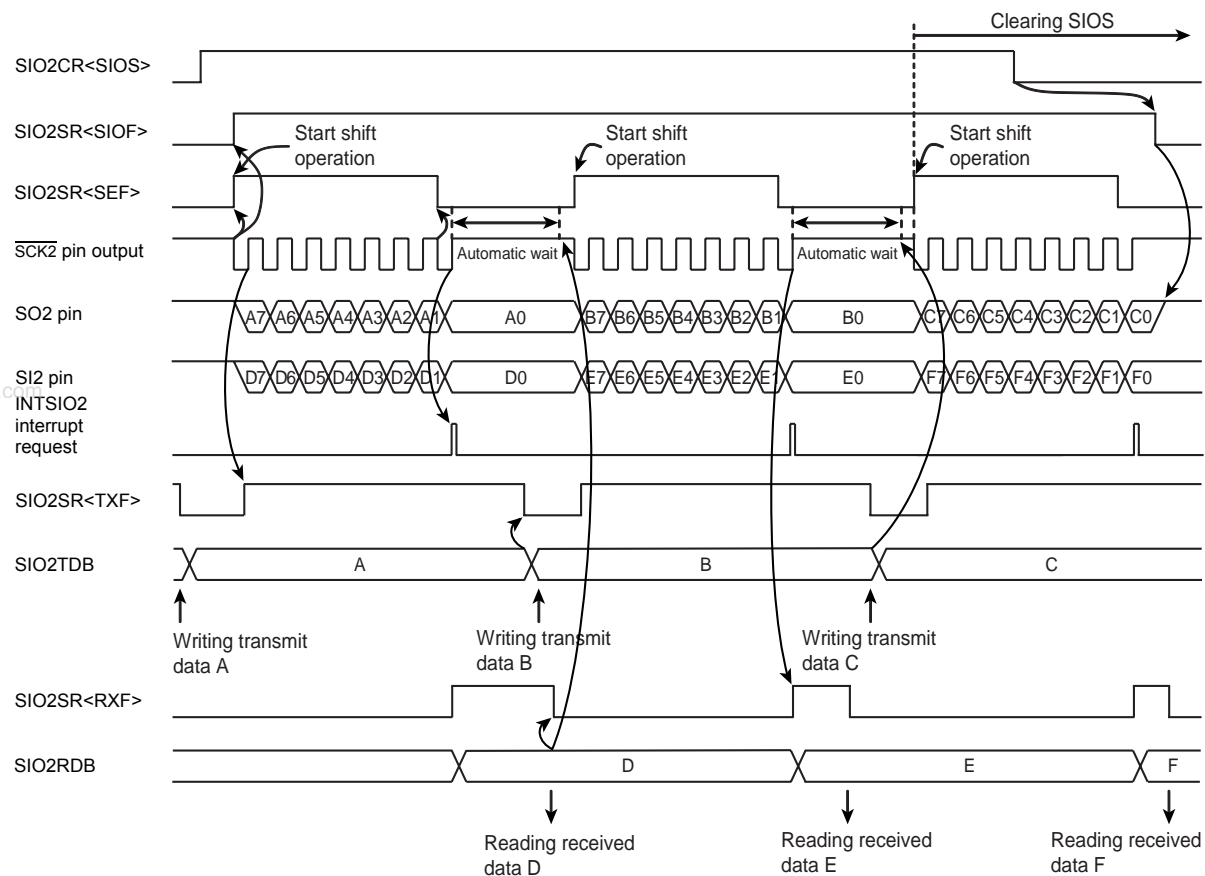 Clearing SIOS
SIO2CR<SIOS>
SIO2SR<SIOF>
Start shift
operation
Start shift
operation
Start shift
operation
SIO2SR<SEF>
SCK2 pin output
Automatic wait
Automatic wait
SO2 pin
A7 A6 A5 A4 A3 A2 A1 A0 B7 B6 B5 B4 B3 B2 B1 B0 C7 C6 C5 C4 C3 C2 C1 C0
SI2 pin
D7 D6 D5 D4 D3 D2 D1 D0 E7 E6 E5 E4 E3 E2 E1 E0 F7 F6 F5 F4 F3 F2 F1 F0
.com
INTSIO2
interrupt
request
SIO2SR<TXF>
SIO2TDB
A B C
Writing transmit
data A
Writing transmit
data B
Writing transmit
data C
SIO2SR<RXF>
SIO2RDB
D E F
Reading received
data D
Reading received
data E
Reading received
data F